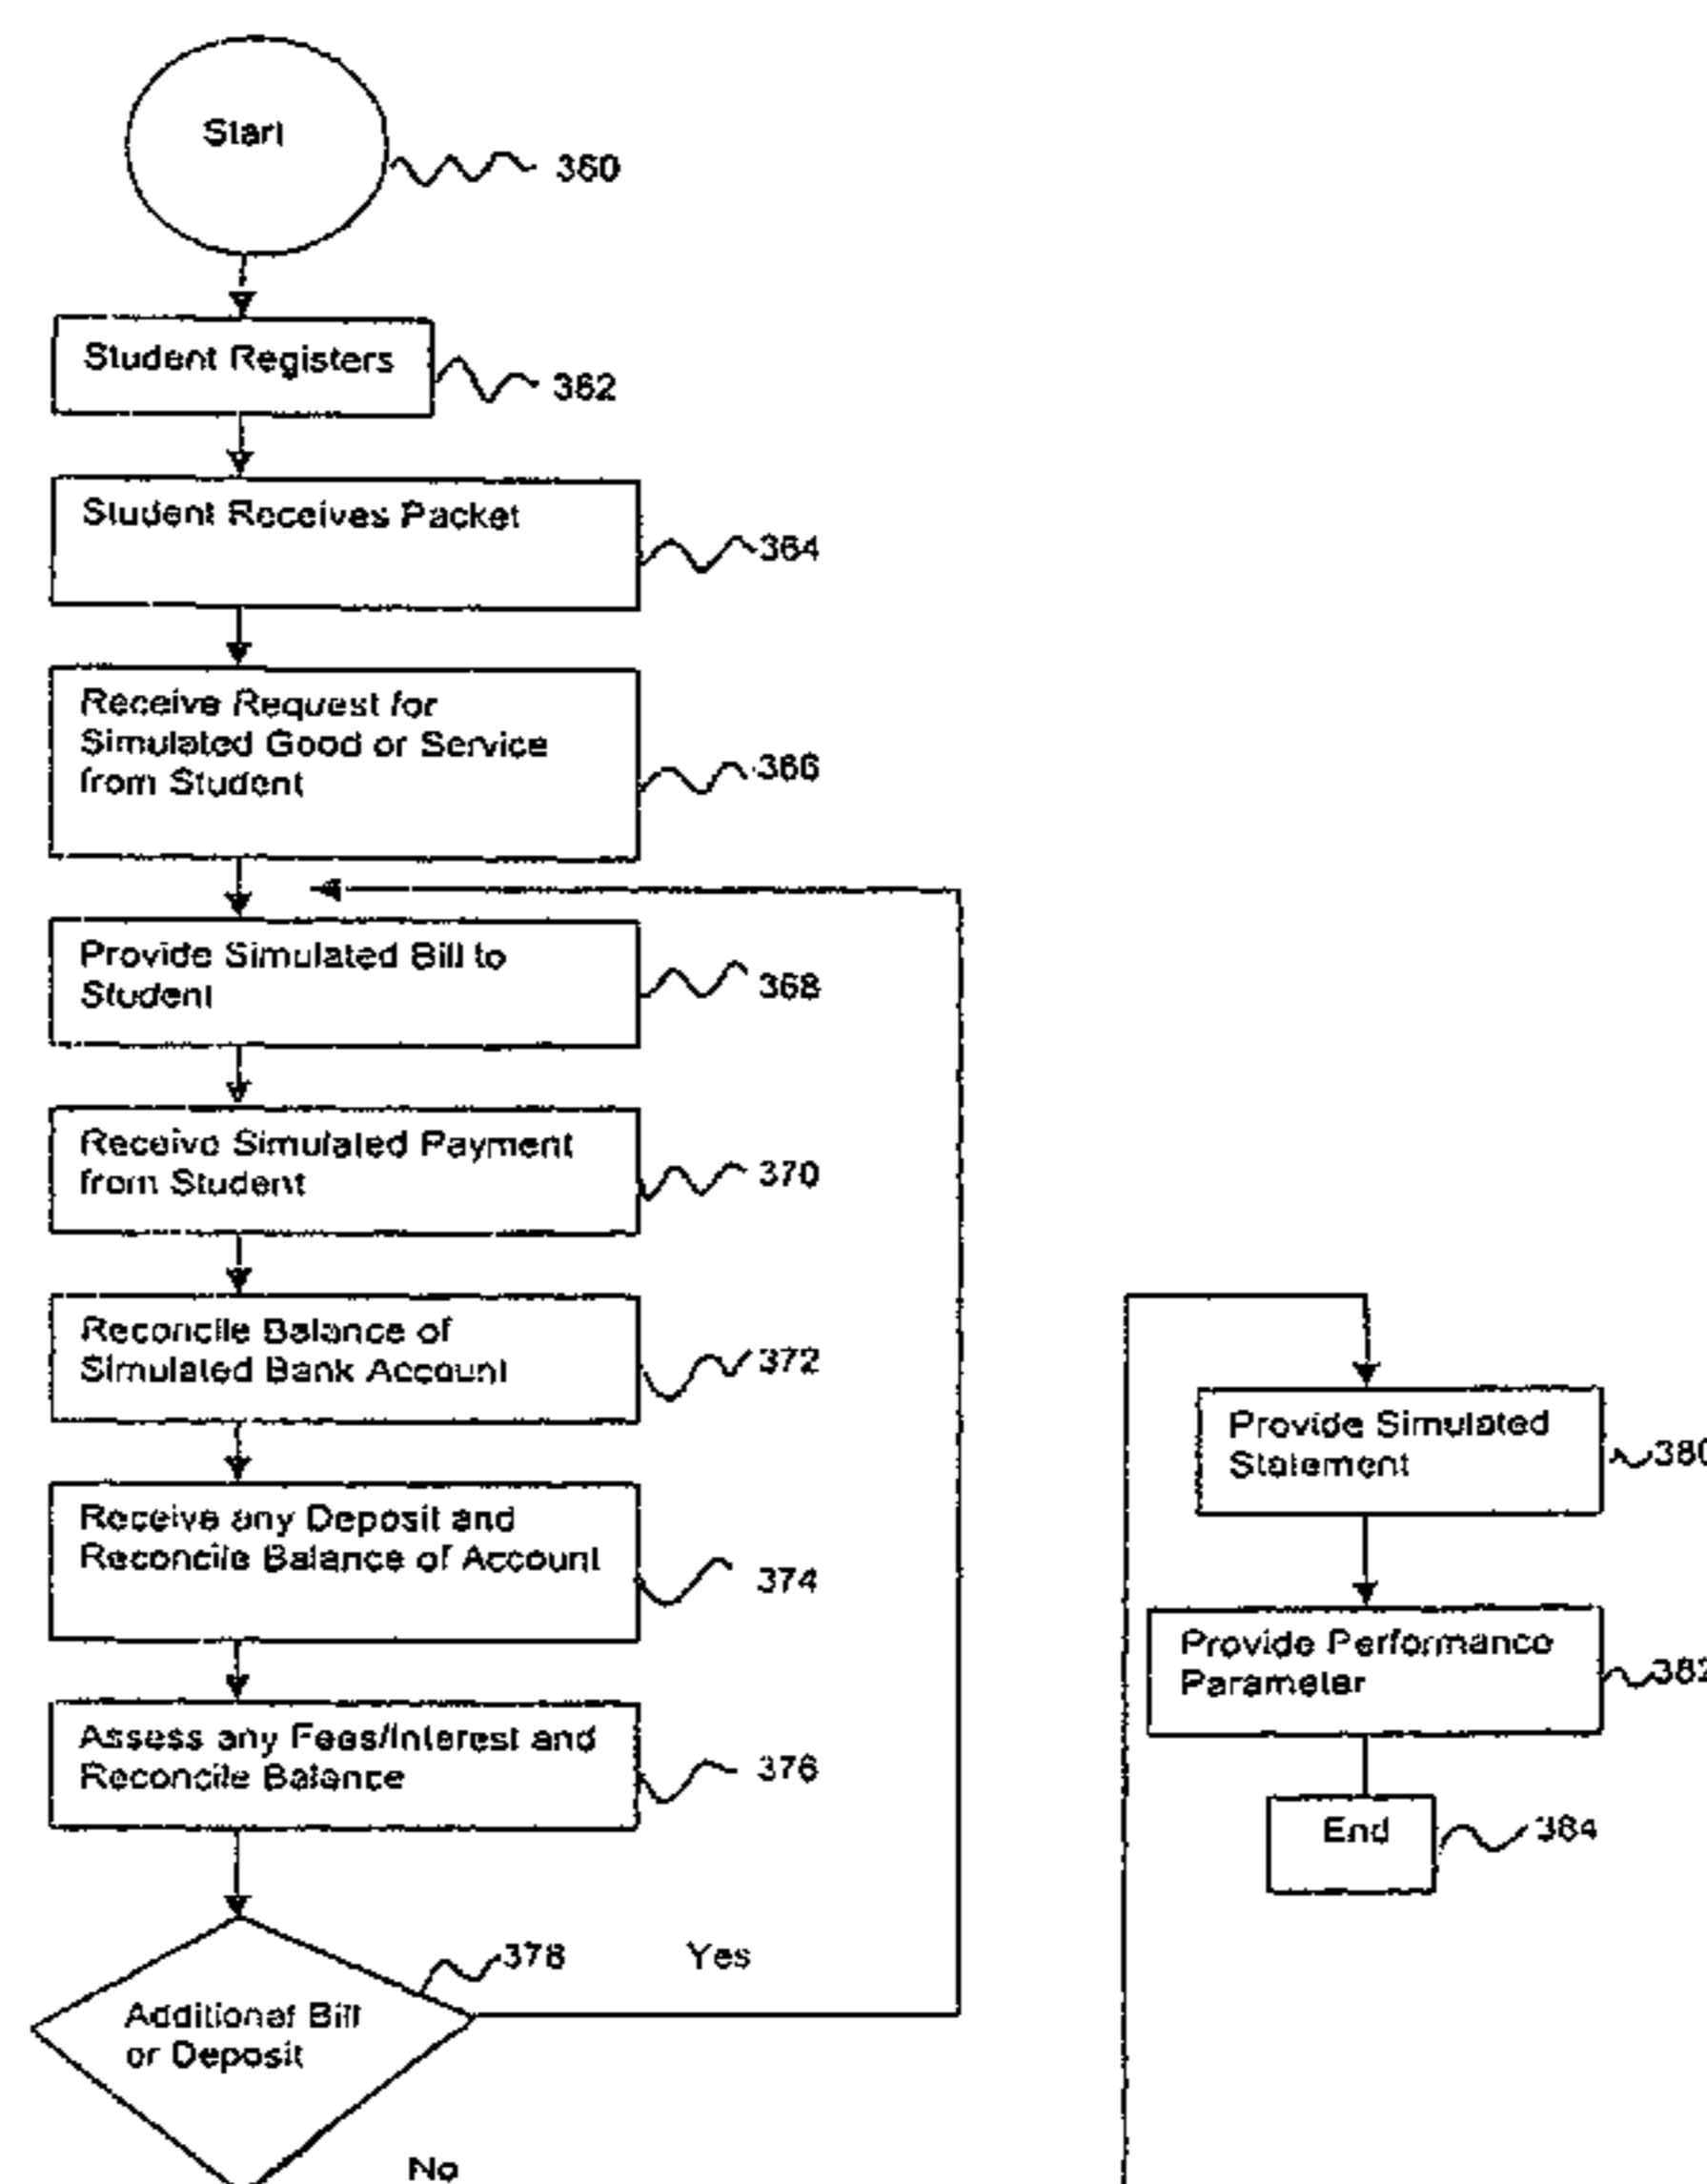 Start
360
Student Registers
362
Student Receives Packet
364
Receive Request for
Simulated Good or Service
from Student
366
Provide Simulated Bill to
Student
368
Receive Simulated Payment
from Student
370
Reconcile Balance of
Simulated Bank Account
372
Receive any Deposit and
Reconcile Balance of Account
374
Assess any Fees/Interest and
Reconcile Balance
376
378
Yes
Additional Bill
or Deposit
No
Provide Simulated
Statement
380
Provide Performance
Parameter
382
End
384